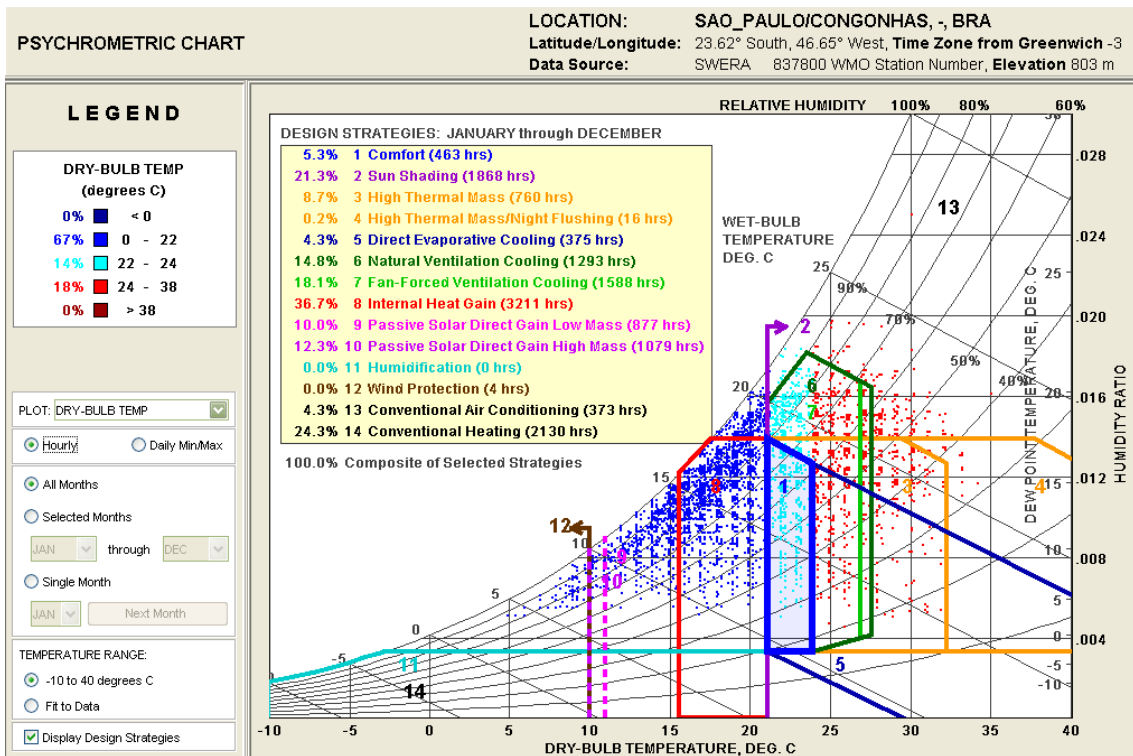 PSYCHROMETRIC CHART
LOCATION: SAO_PAULO/CONGONHAS, -, BRA
Latitude/Longitude: 23.62° South, 46.65° West, Time Zone from Greenwich -3
Data Source: SWERA 837800 WMO Station Number, Elevation 803 m
LEGEND
DRY-BULB TEMP
(degrees C)
0% < 0
67% 0 - 22
14% 22 - 24
18% 24 - 38
0% > 38
PLOT: DRY-BULB TEMP
Hourly Daily Min/Max
All Months
Selected Months
JAN through DEC
Single Month
JAN Next Month
TEMPERATURE RANGE:
-10 to 40 degrees C
Fit to Data
Display Design Strategies
RELATIVE HUMIDITY 100% 80% 60%
DESIGN STRATEGIES: JANUARY through DECEMBER
5.3% 1 Comfort (463 hrs)
21.3% 2 Sun Shading (1868 hrs)
8.7% 3 High Thermal Mass (760 hrs)
0.2% 4 High Thermal Mass/Night Flushing (16 hrs)
4.3% 5 Direct Evaporative Cooling (375 hrs)
14.8% 6 Natural Ventilation Cooling (1293 hrs)
18.1% 7 Fan-Forced Ventilation Cooling (1588 hrs)
36.7% 8 Internal Heat Gain (3211 hrs)
10.0% 9 Passive Solar Direct Gain Low Mass (877 hrs)
12.3% 10 Passive Solar Direct Gain High Mass (1079 hrs)
0.0% 11 Humidification (0 hrs)
0.0% 12 Wind Protection (4 hrs)
4.3% 13 Conventional Air Conditioning (373 hrs)
24.3% 14 Conventional Heating (2130 hrs)
100.0% Composite of Selected Strategies
WET-BULB
TEMPERATURE
DEG. C
13
25
90%
70%
50%
40%
2
6
7
1
3
4
5
12
9
10
11
14
-5
0
5
10
15
20
DEW POINT TEMPERATURE, DEG. C
25
20
15
10
5
0
-5
-10
.028
.024
.020
.016
.012
.008
.004
HUMIDITY RATIO
-10 -5 0 5 10 15 20 25 30 35 40
DRY-BULB TEMPERATURE, DEG. C